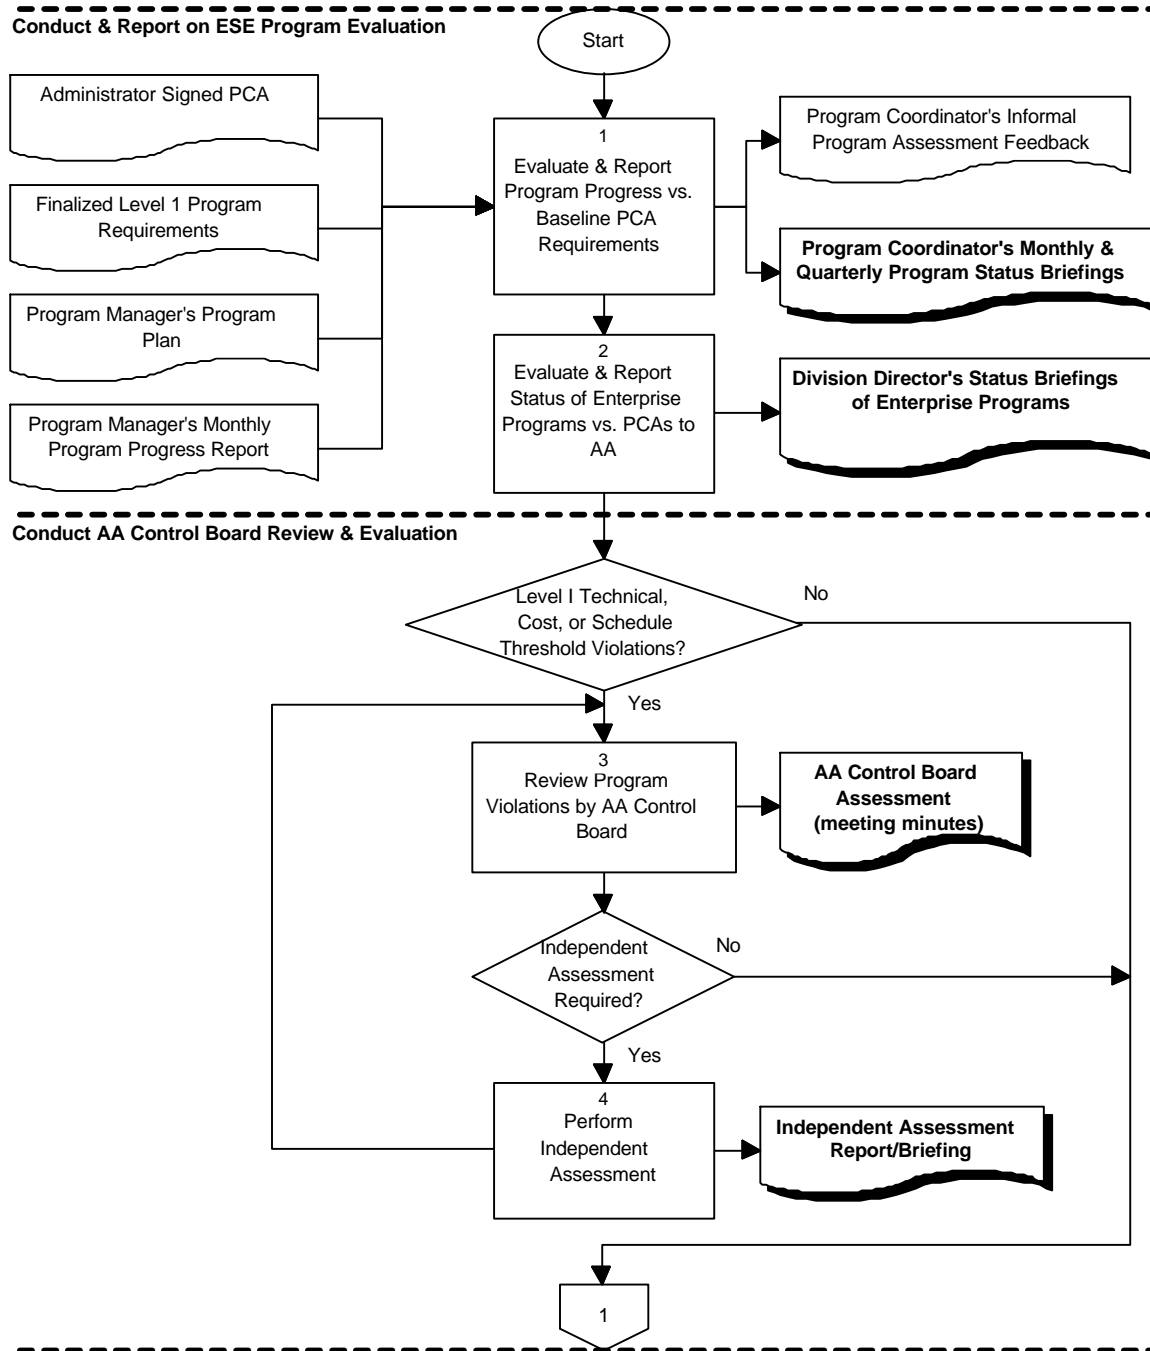 Conduct & Report on ESE Program Evaluation
Start
Administrator Signed PCA
Finalized Level 1 Program
Requirements
Program Manager's Program
Plan
Program Manager's Monthly
Program Progress Report
1
Evaluate & Report
Program Progress vs.
Baseline PCA
Requirements
Program Coordinator's Informal
Program Assessment Feedback
Program Coordinator's Monthly &
Quarterly Program Status Briefings
2
Evaluate & Report
Status of Enterprise
Programs vs. PCAs to
AA
Division Director's Status Briefings
of Enterprise Programs
Conduct AA Control Board Review & Evaluation
Level I Technical,
Cost, or Schedule
Threshold Violations?
No
Yes
3
Review Program
Violations by AA Control
Board
AA Control Board
Assessment
(meeting minutes)
Independent
Assessment
Required?
No
Yes
4
Perform
Independent
Assessment
Independent Assessment
Report/Briefing
1